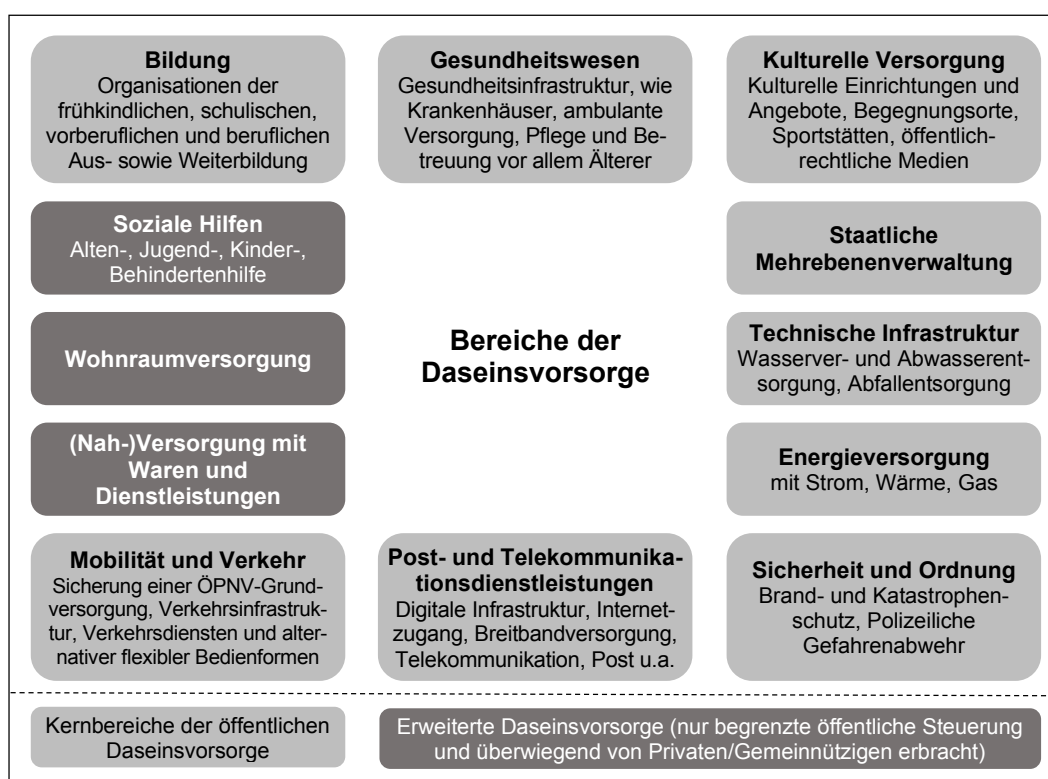 Bildung
Organisationen der
frühkindlichen, schulischen,
vorberuflichen und beruflichen
Aus- sowie Weiterbildung
Gesundheitswesen
Gesundheitsinfrastruktur, wie
Krankenhäuser, ambulante
Versorgung, Pflege und Be-
treuung vor allem Älterer
Kulturelle Versorgung
Kulturelle Einrichtungen und
Angebote, Begegnungsorte,
Sportstätten, öffentlich-
rechtliche Medien
Soziale Hilfen
Alten-, Jugend-, Kinder-,
Behindertenhilfe
Staatliche
Mehrebenenverwaltung
Wohnraumversorgung
Bereiche der
Daseinsvorsorge
Technische Infrastruktur
Wasserver- und Abwasserent-
sorgung, Abfallentsorgung
(Nah-)Versorgung mit
Waren und
Dienstleistungen
Energieversorgung
mit Strom, Wärme, Gas
Mobilität und Verkehr
Sicherung einer ÖPNV-Grund-
versorgung, Verkehrsinfrastruk-
tur, Verkehrsdiensten und alter-
nativer flexibler Bedienformen
Post- und Telekommunika-
tionsdienstleistungen
Digitale Infrastruktur, Internet-
zugang, Breitbandversorgung,
Telekommunikation, Post u.a.
Sicherheit und Ordnung
Brand- und Katastrophen-
schutz, Polizeiliche
Gefahrenabwehr
Kernbereiche der öffentlichen
Daseinsvorsorge
Erweiterte Daseinsvorsorge (nur begrenzte öffentliche Steuerung
und überwiegend von Privaten/Gemeinnützigen erbracht)